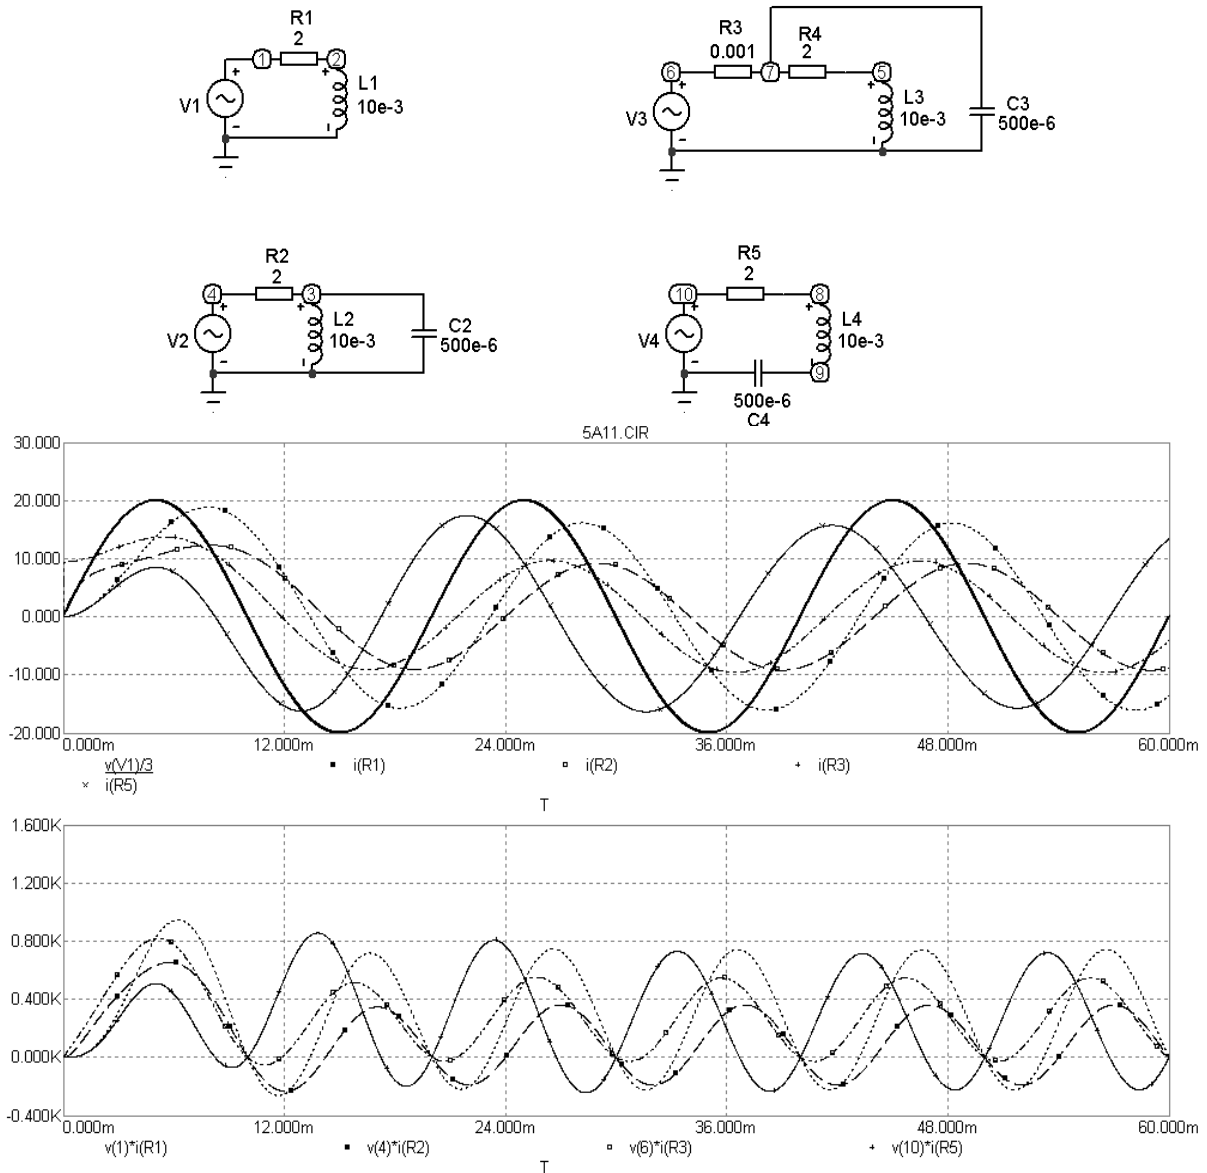 R1
2
1
2
V1
L1
10e-3
R3
0.001
R4
2
6
7
5
V3
L3
10e-3
C3
500e-6
R2
2
4
3
V2
L2
10e-3
C2
500e-6
R5
2
10
8
V4
L4
10e-3
9
500e-6
C4
5A11.CIR
30.000
20.000
10.000
0.000
-10.000
-20.000
0.000m 12.000m 24.000m 36.000m 48.000m 60.000m
v(V1)/3 i(R1) i(R2) i(R3)
i(R5)
T
1.600K
1.200K
0.800K
0.400K
0.000K
-0.400K
0.000m 12.000m 24.000m 36.000m 48.000m 60.000m
v(1)*i(R1) v(4)*i(R2) v(6)*i(R3) v(10)*i(R5)
T